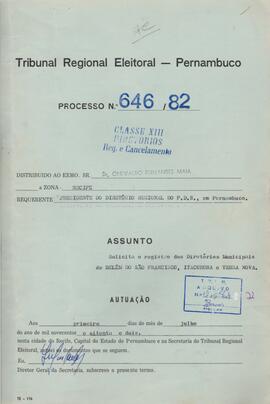 Tribunal Regional Eleitoral — Pernambuco
PROCESSO N.º 646 / 82
CLASSE XIII
DIRETÓRIOS
Reg. e Cancelamento
DISTRIBUIDO AO EXMO. SR. MAIA
a ZONA- RECIFE
REQUERENTE PRESIDENTE DO DIRETÓRIO REGIONAL DO P.D.S., em Pernambuco.
ASSUNTO
Solicita o registro dos Diretórios Municipais
de BELÉM DO SÃO FRANCISCO, ITACURUBA e TERRA NOVA.
AUTUAÇÃO
Aos primeiro dias do mês de julho
do ano de mil novecentos e oitenta e dois,
nesta cidade do Recife, Capital do Estado de Pernambuco e na Secretaria do Tribunal Regional
Eleitoral, os documentos que se seguem.
Eu,
Diretor Geral da Secretaria, subscrevo o presente termo.